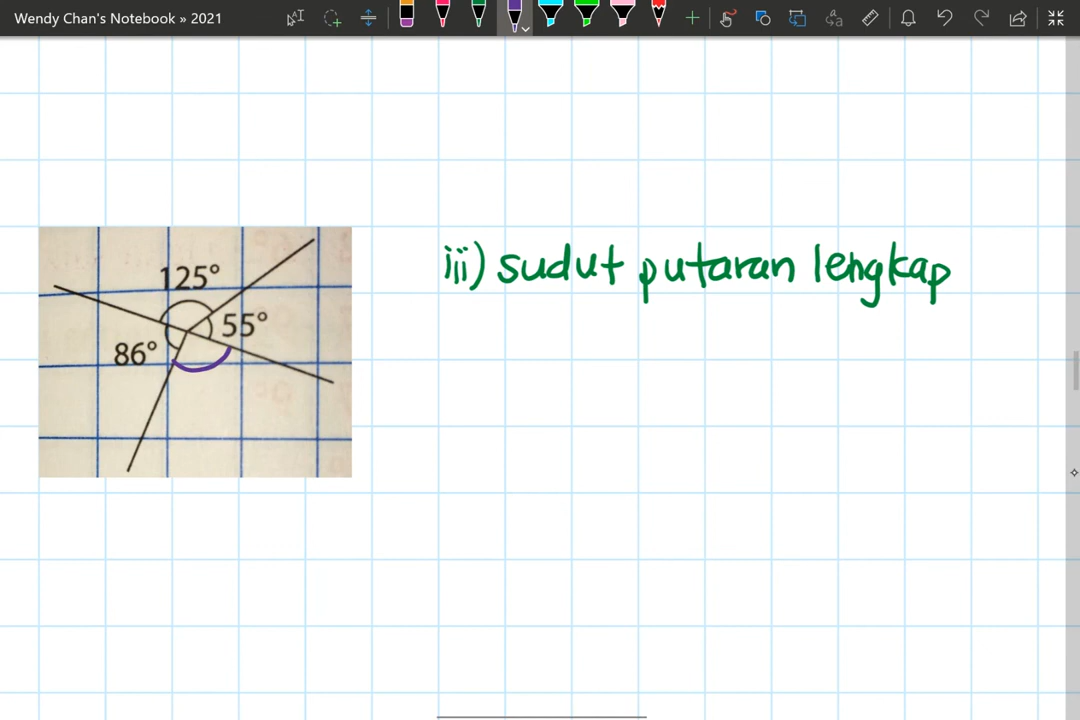 Wendy Chan's Notebook » 2021
iii) sudut putaran lengkap
125°
55°
86°